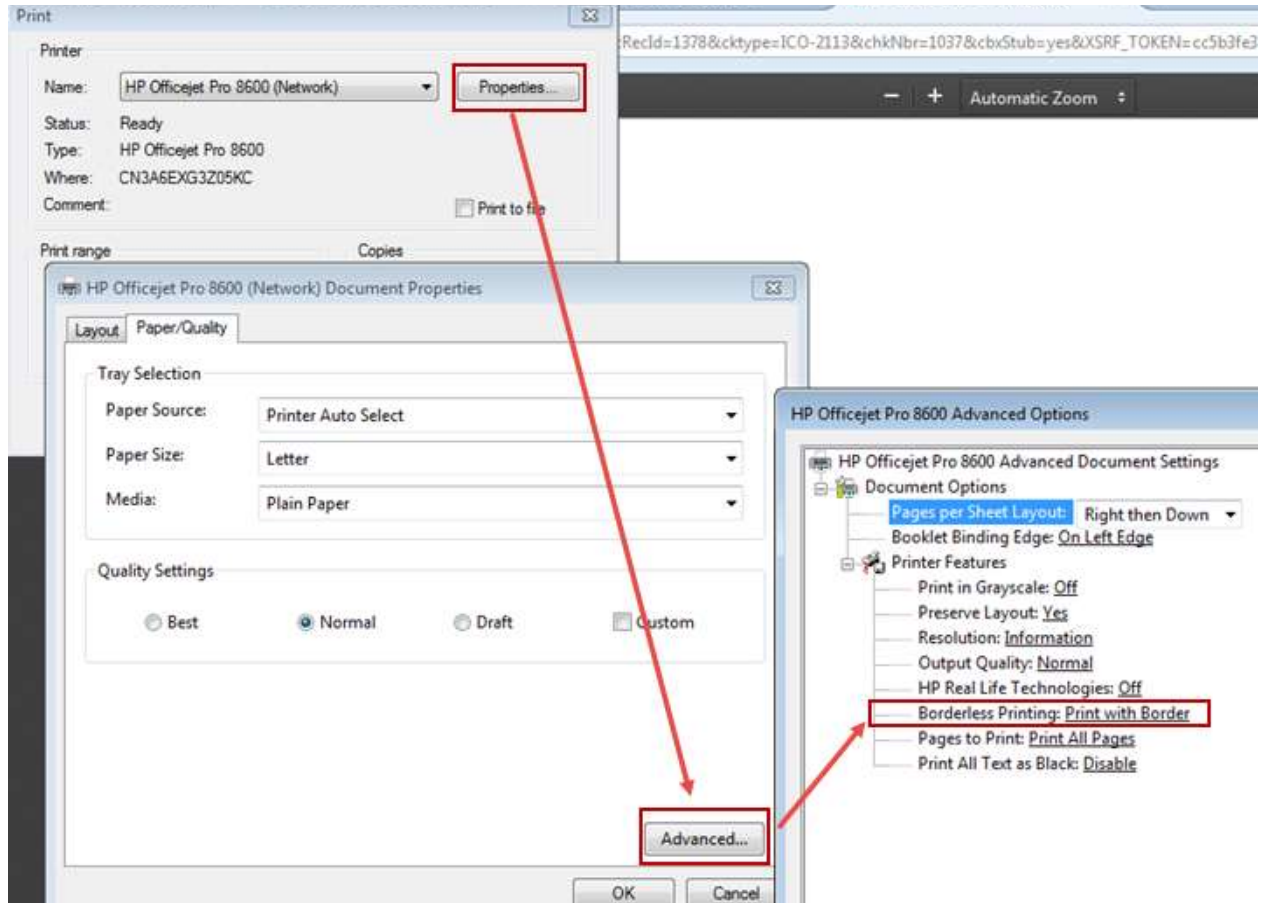 Print
Printer
Name: HP Officejet Pro 8600 (Network) Properties...
Status: Ready
Type: HP Officejet Pro 8600
Where: CN3A6EXG3Z05KC
Comment: Print to file
Print range Copies
RecId=1378&cktype=ICO-2113&chkNbr=1037&cbxStub=yes&XSRF_TOKEN=cc5b3fe3
Automatic Zoom
HP Officejet Pro 8600 (Network) Document Properties
Layout Paper/Quality
Tray Selection
Paper Source: Printer Auto Select
Paper Size: Letter
Media: Plain Paper
Quality Settings
Best Normal Draft Custom
Advanced...
OK Cancel
HP Officejet Pro 8600 Advanced Options
HP Officejet Pro 8600 Advanced Document Settings
Document Options
Pages per Sheet Layout: Right then Down
Booklet Binding Edge: On Left Edge
Printer Features
Print in Grayscale: Off
Preserve Layout: Yes
Resolution: Information
Output Quality: Normal
HP Real Life Technologies: Off
Borderless Printing: Print with Border
Pages to Print: Print All Pages
Print All Text as Black: Disable